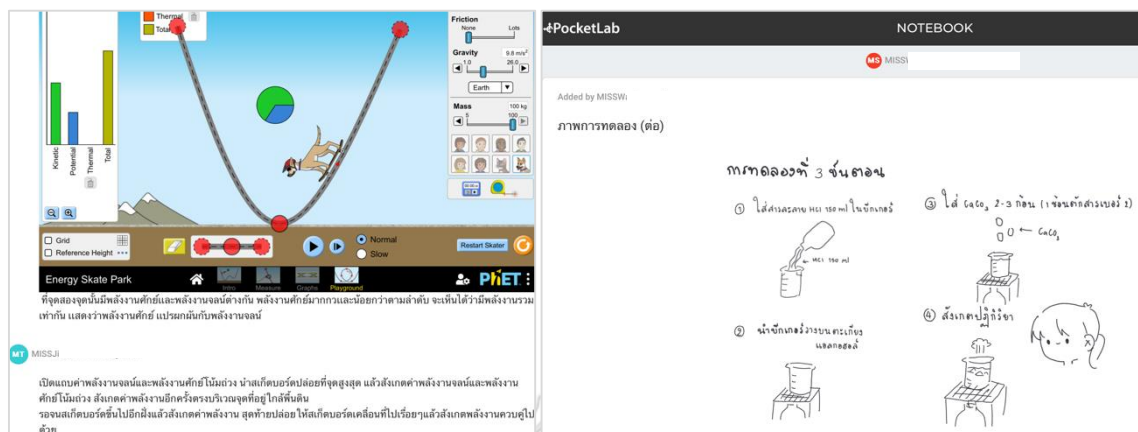 Thermal
Total
Kinetic
Potential
Thermal
Total
Friction
None Lots
Gravity 9.8 m/s²
1.0 26.0
Earth
Mass 100 kg
5 100
Grid
Reference Height
Normal
Slow
Restart Skater
Energy Skate Park
Intro Measure Graphs Playground
PhET
ที่จุดสองจุดนั้นมีพลังงานศักย์และพลังงานจลน์ต่างกัน พลังงานศักย์มากกวและน้อยกว่าตามลำดับ จะเห็นได้ว่ามีพลังงานรวม
เท่ากัน แสดงว่าพลังงานศักย์ แปรผกผันกับพลังงานจลน์
MT MISSJi
เปิดแถบค่าพลังงานจลน์และพลังงานศักย์โน้มถ่วง นำสเก็ตบอร์ดปล่อยที่จุดสูงสุด แล้วสังเกตค่าพลังงานจลน์และพลังงาน
ศักย์โน้มถ่วง สังเกตค่าพลังงานอีกครั้งตรงบริเวณจุดที่อยู่ใกล้พื้นดิน
รอจนสเก็ตบอร์ดขึ้นไปอีกฝั่งแล้วสังเกตค่าพลังงาน สุดท้ายปล่อยให้สเก็ตบอร์ดเคลื่อนที่ไปเรื่อยๆแล้วสังเกตพลังงานควบคู่ไป
ด้วย
PocketLab NOTEBOOK
MS MISS
Added by MISSW
ภาพการทดลอง (ต่อ)
การทดลองที่ 3 ขั้นตอน
① ใส่สารละลาย HCl 150 ml ในบีกเกอร์
HCl 150 ml
② นำบีกเกอร์วางบนตะเกียง
แอลกอฮอล์
③ ใส่ CaCO₃ 2-3 ก้อน (1 ช้อนตักสารเบอร์ 2)
CaCO₃
④ สังเกตปฏิกิริยา